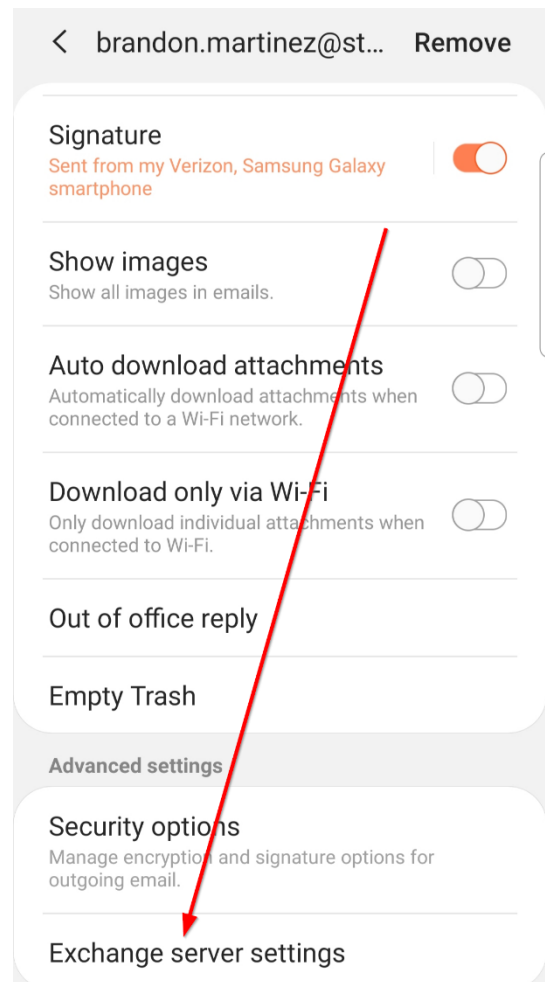 brandon.martinez@st... Remove
Signature
Sent from my Verizon, Samsung Galaxy
smartphone
Show images
Show all images in emails.
Auto download attachments
Automatically download attachments when
connected to a Wi-Fi network.
Download only via Wi-Fi
Only download individual attachments when
connected to Wi-Fi.
Out of office reply
Empty Trash
Advanced settings
Security options
Manage encryption and signature options for
outgoing email.
Exchange server settings